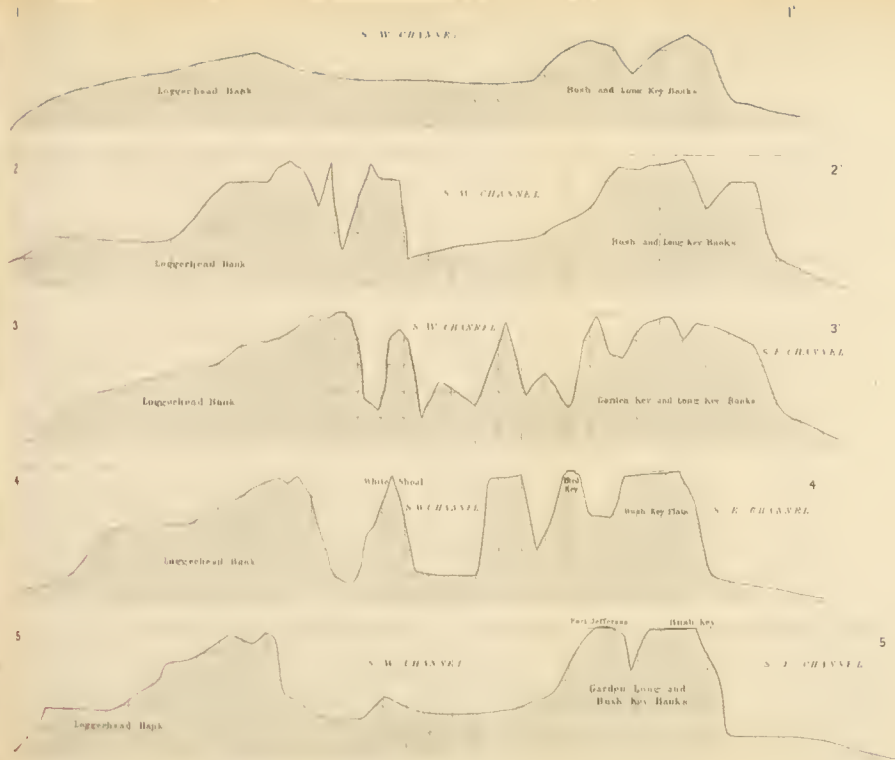 1
1'
S. W. CHANNEL.
Loggerhead Bank
Bush and Long Key Banks
2
2'
S. W. CHANNEL
Loggerhead Bank
Bush and Long Key Banks
3
3'
S. W. CHANNEL
S. E. CHANNEL
Loggerhead Bank
Garden Key and Long Key Banks
4
4
White Shoal
Bird
Key
S. W. CHANNEL
Bush Key Flats
S. E. CHANNEL
Loggerhead Bank
5
5
Fort Jefferson
Bush Key
S. W. CHANNEL
S. E. CHANNEL
Garden Long and
Bush Key Banks
Loggerhead Bank